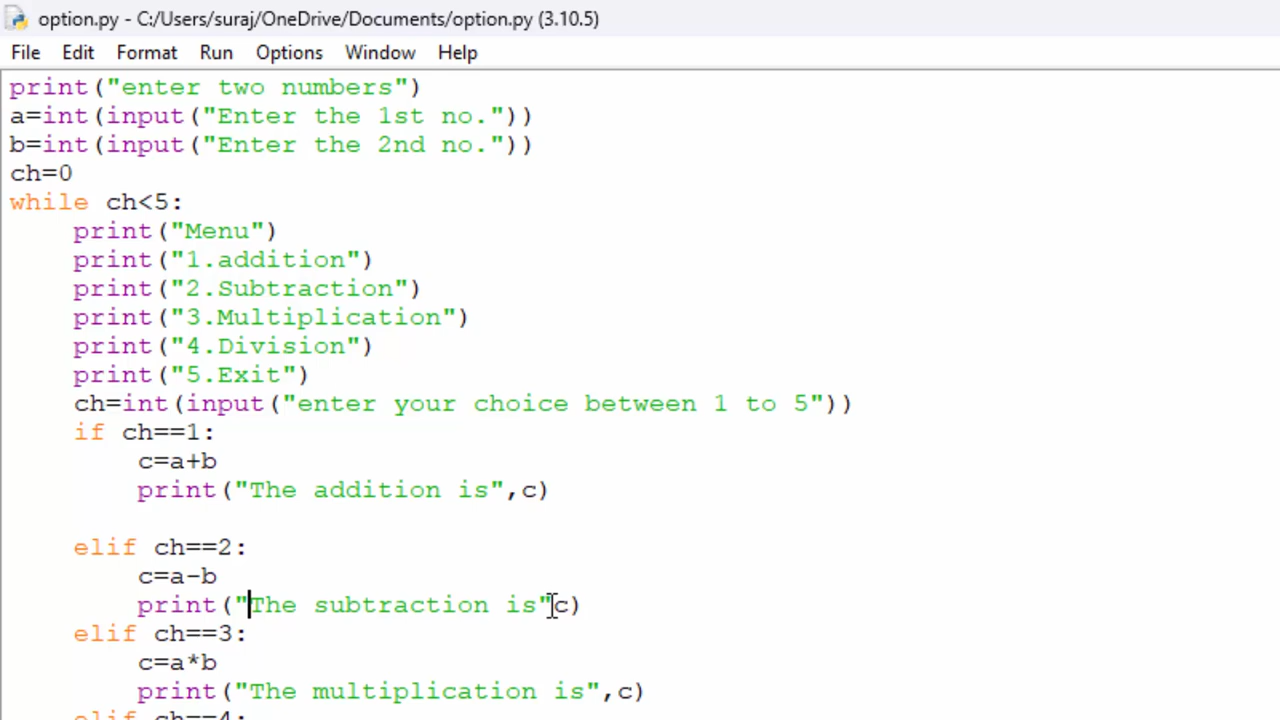 option.py - C:/Users/suraj/OneDrive/Documents/option.py (3.10.5)
File Edit Format Run Options Window Help
print("enter two numbers")
a=int(input("Enter the 1st no."))
b=int(input("Enter the 2nd no."))
ch=0
while ch<5:
    print("Menu")
    print("1.addition")
    print("2.Subtraction")
    print("3.Multiplication")
    print("4.Division")
    print("5.Exit")
    ch=int(input("enter your choice between 1 to 5"))
    if ch==1:
        c=a+b
        print("The addition is",c)

    elif ch==2:
        c=a-b
        print("The subtraction is"c)
    elif ch==3:
        c=a*b
        print("The multiplication is",c)
    elif ch==4: